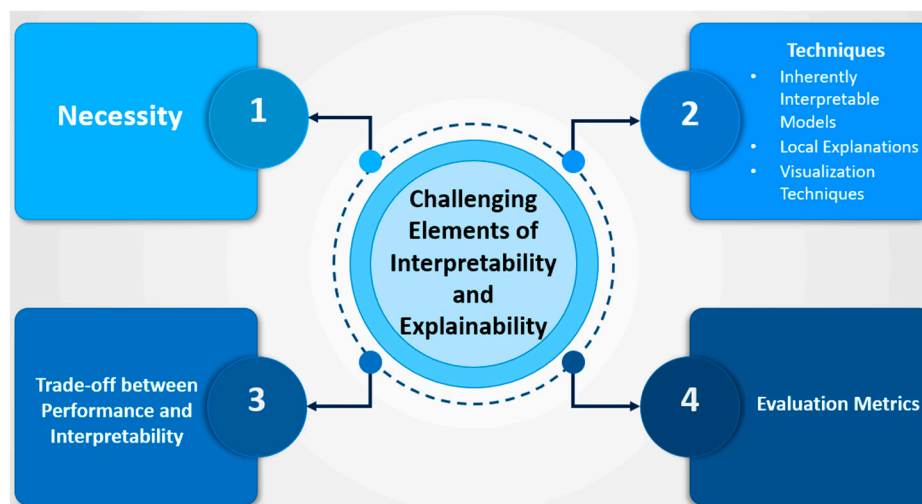 Necessity
1
Techniques
• Inherently
Interpretable
Models
• Local Explanations
• Visualization
Techniques
2
Challenging
Elements of
Interpretability
and
Explainability
Trade-off between
Performance and
Interpretability
3
4
Evaluation Metrics